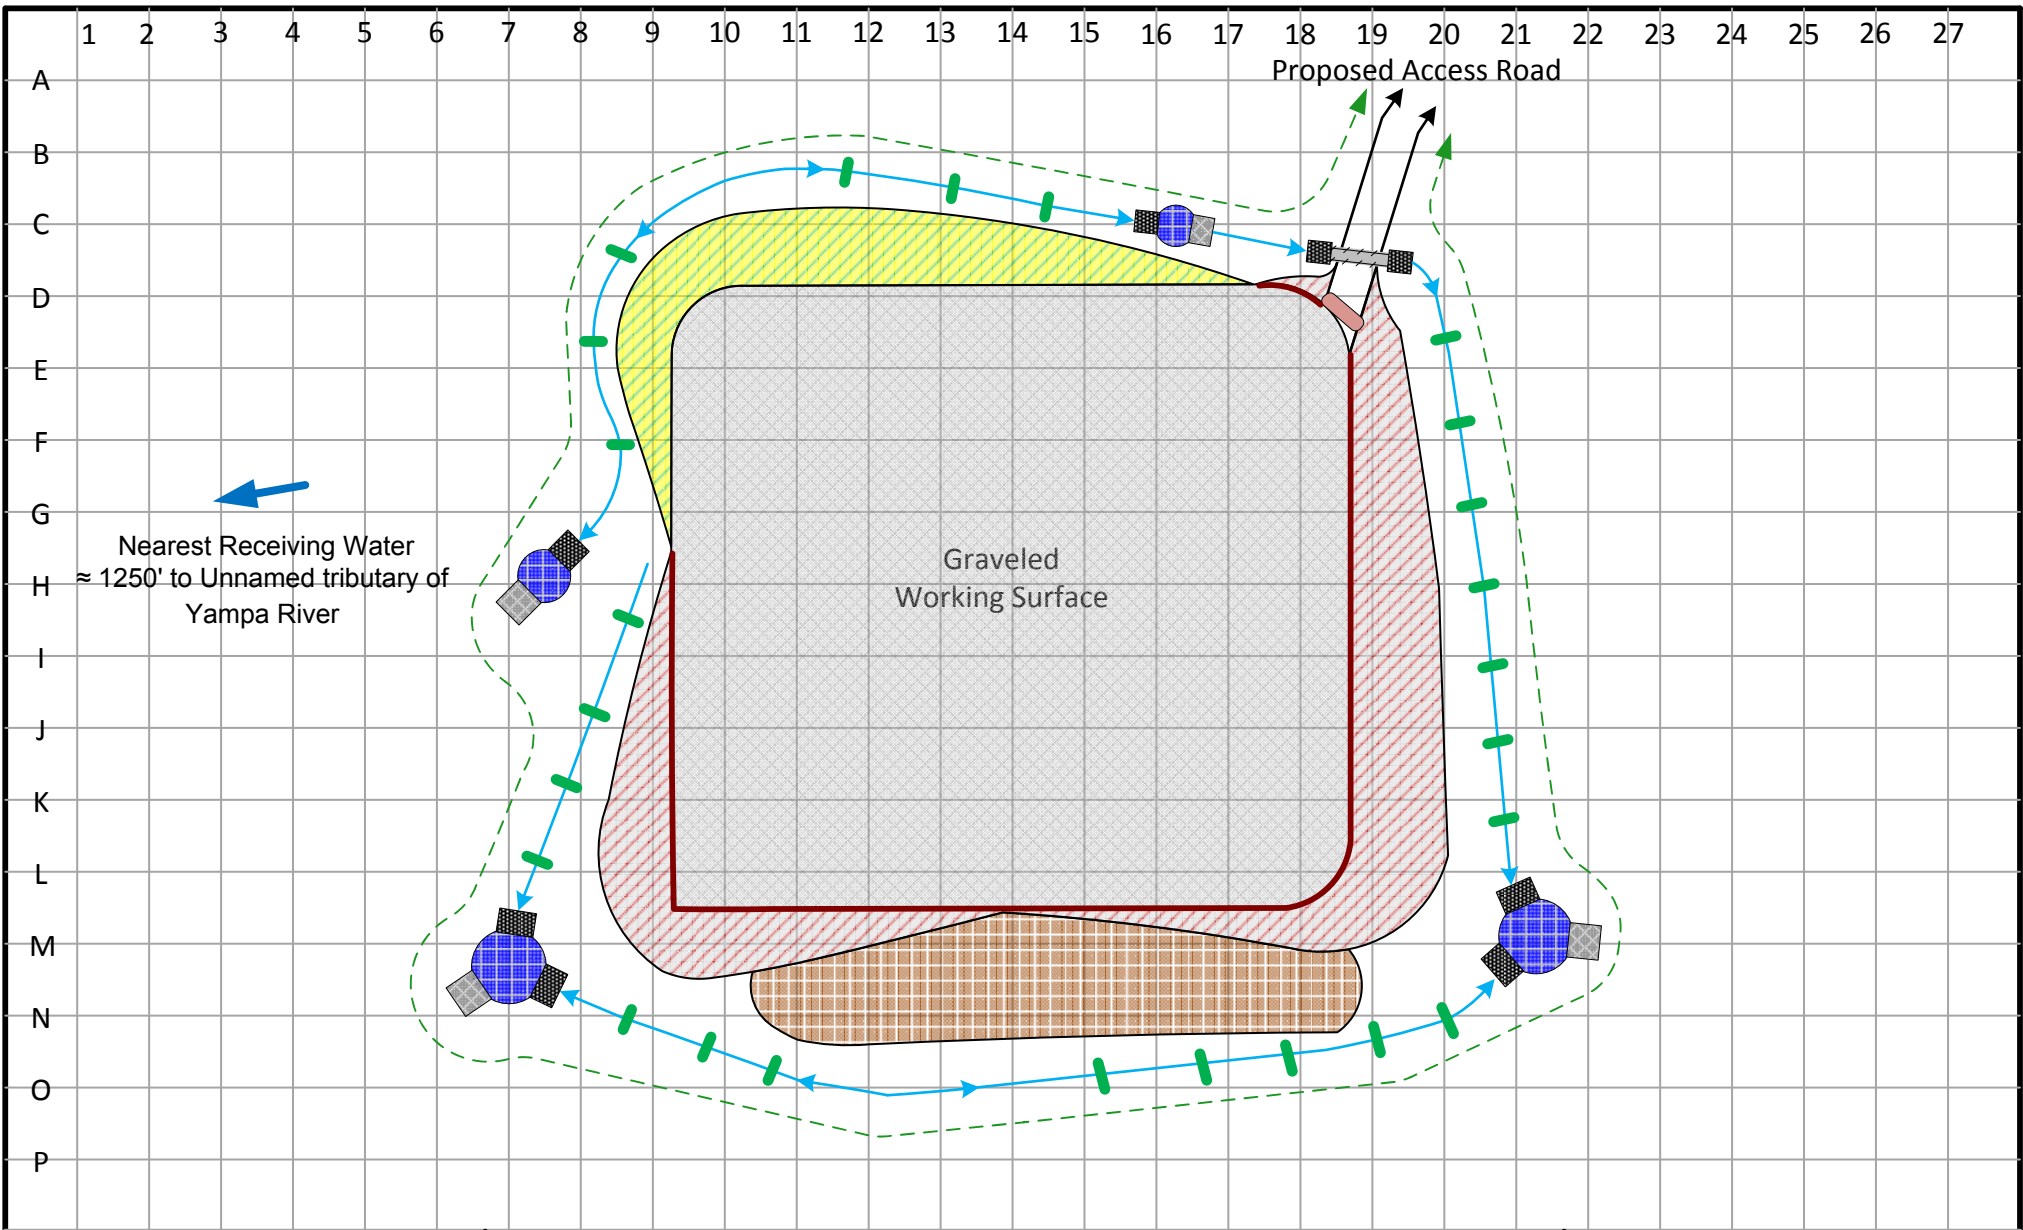 1 2 3 4 5 6 7 8 9 10 11 12 13 14 15 16 17 18 19 20 21 22 23 24 25 26 27
Proposed Access Road
A
B
C
D
E
F
G
Nearest Receiving Water
≈ 1250' to Unnamed tributary of
Yampa River
Graveled
Working Surface
H
I
J
K
L
M
N
O
P